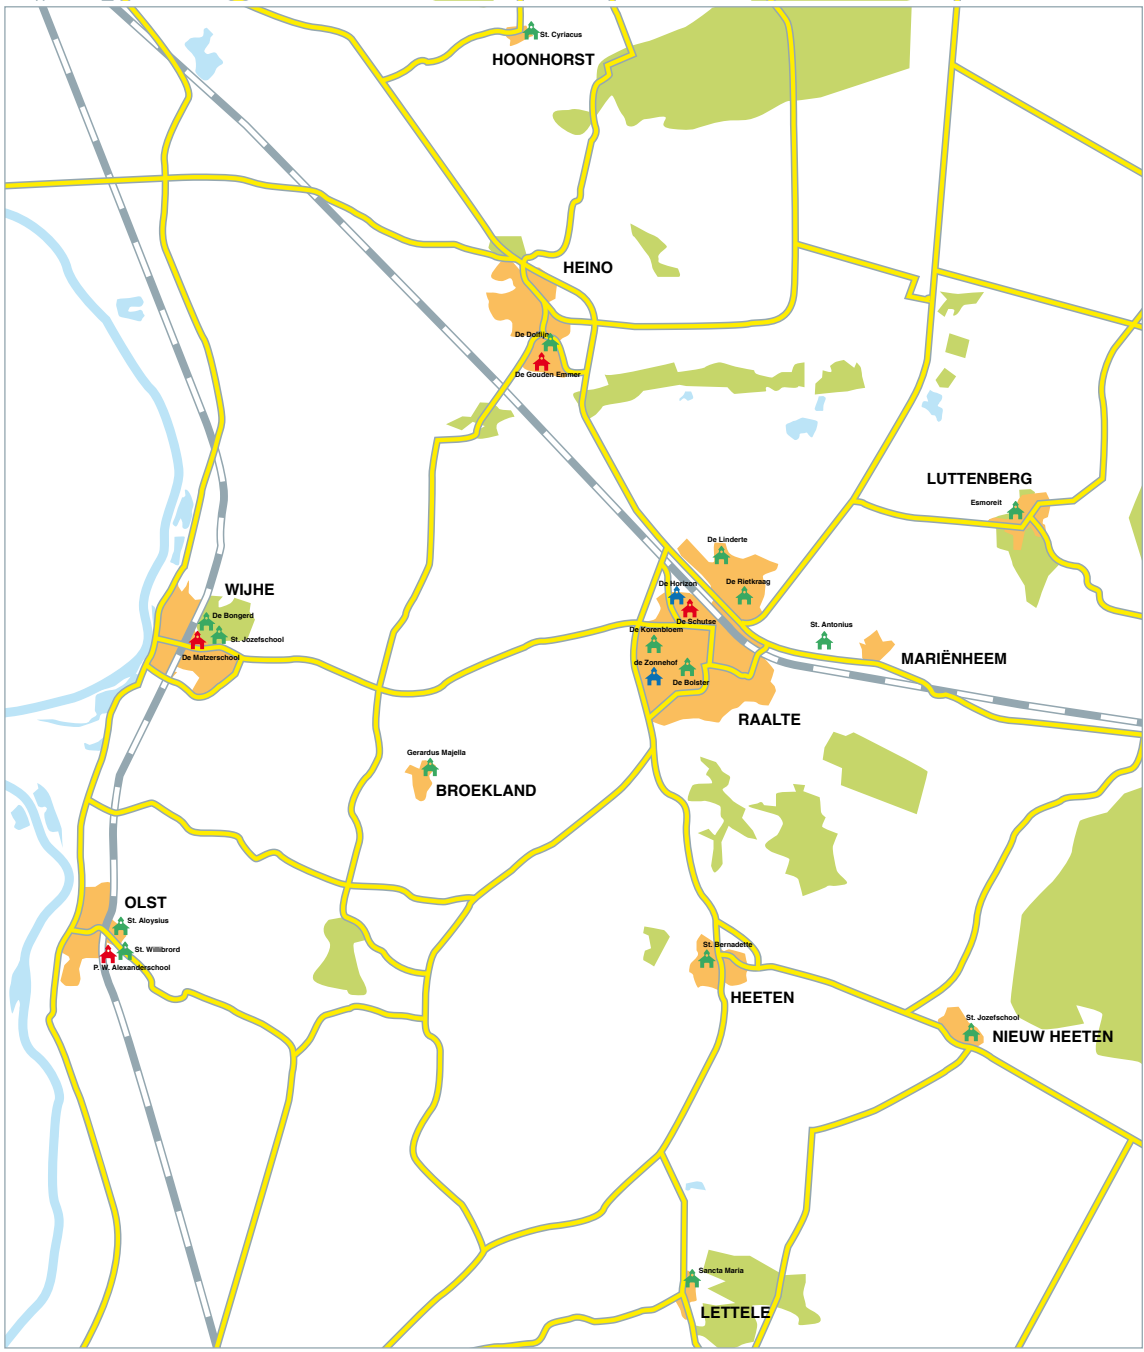 St. Cyriacus
HOONHORST
HEINO
De Dolfijn
De Gouden Emmer
LUTTENBERG
Esmoreit
De Linderte
De Horizon
De Rietkraag
De Schutse
De Korenbloem
de Zonnehof
De Bolster
RAALTE
St. Antonius
MARIËNHEEM
WIJHE
De Bongerd
St. Jozefschool
De Matzerschool
Gerardus Majella
BROEKLAND
OLST
St. Aloysius
St. Willibrord
P. W. Alexanderschool
St. Bernadette
HEETEN
St. Jozefschool
NIEUW HEETEN
Sancta Maria
LETTELE